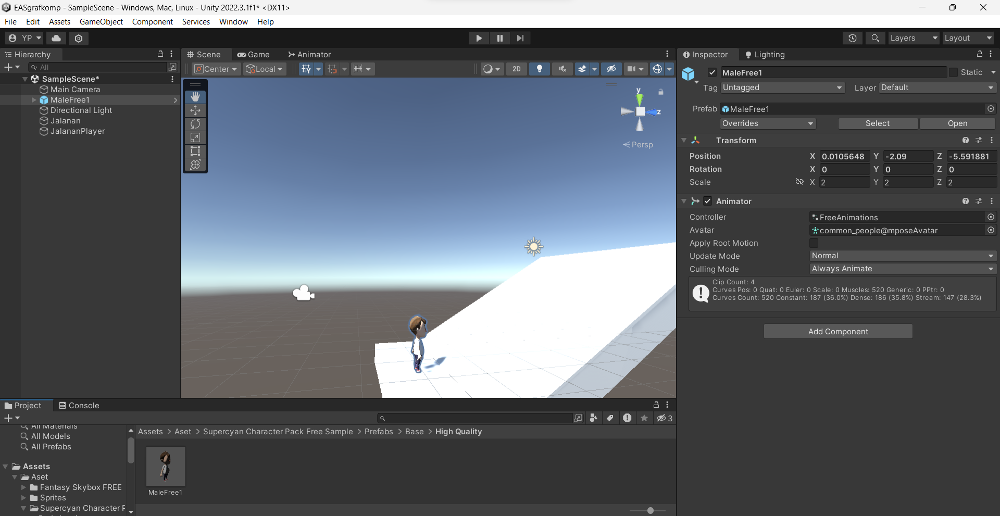 EASgrafkomp - SampleScene - Windows, Mac, Linux - Unity 2022.3.1f1* <DX11>
File Edit Assets GameObject Component Services Window Help
YP Layers Layout
Hierarchy
All
SampleScene*
Main Camera
MaleFree1
Directional Light
Jalanan
JalananPlayer
Scene Game Animator
Center Local 2D
y
z
Persp
Inspector Lighting
MaleFree1 Static
Tag Untagged Layer Default
Prefab MaleFree1
Overrides Select Open
Transform
Position X 0.0105648 Y -2.09 Z -5.591881
Rotation X 0 Y 0 Z 0
Scale X 2 Y 2 Z 2
Animator
Controller FreeAnimations
Avatar common_people@mposeAvatar
Apply Root Motion
Update Mode Normal
Culling Mode Always Animate
Clip Count: 4
Curves Pos: 0 Quat: 0 Euler: 0 Scale: 0 Muscles: 520 Generic: 0 PPtr: 0
Curves Count: 520 Constant: 187 (36.0%) Dense: 186 (35.8%) Stream: 147 (28.3%)
Add Component
Project Console
3
All Materials
All Models
All Prefabs
Assets
Aset
Fantasy Skybox FREE
Sprites
Supercyan Character P
Assets > Aset > Supercyan Character Pack Free Sample > Prefabs > Base > High Quality
MaleFree1